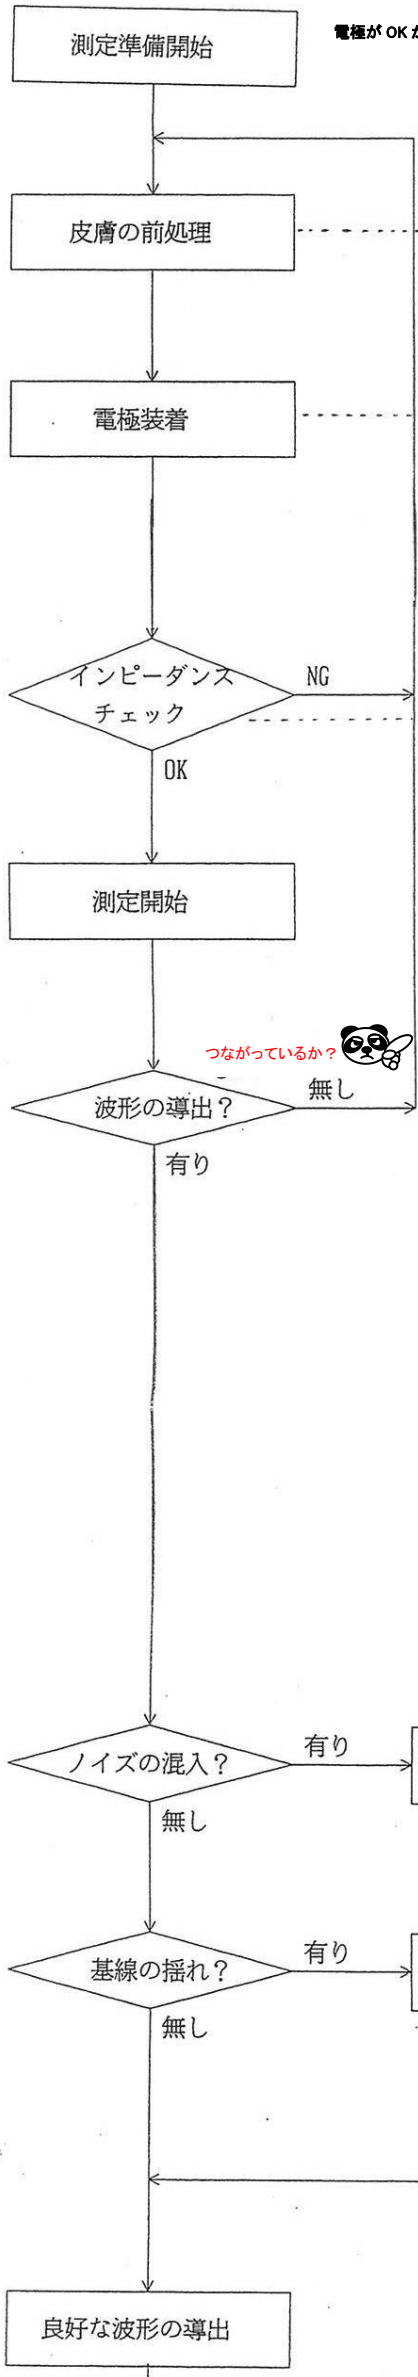 測定準備開始
電極が OK か
皮膚の前処理
電極装着
インピーダンス
チェック
NG
OK
測定開始
つながっているか？
波形の導出？
無し
有り
ノイズの混入？
有り
無し
基線の揺れ？
有り
無し
良好な波形の導出